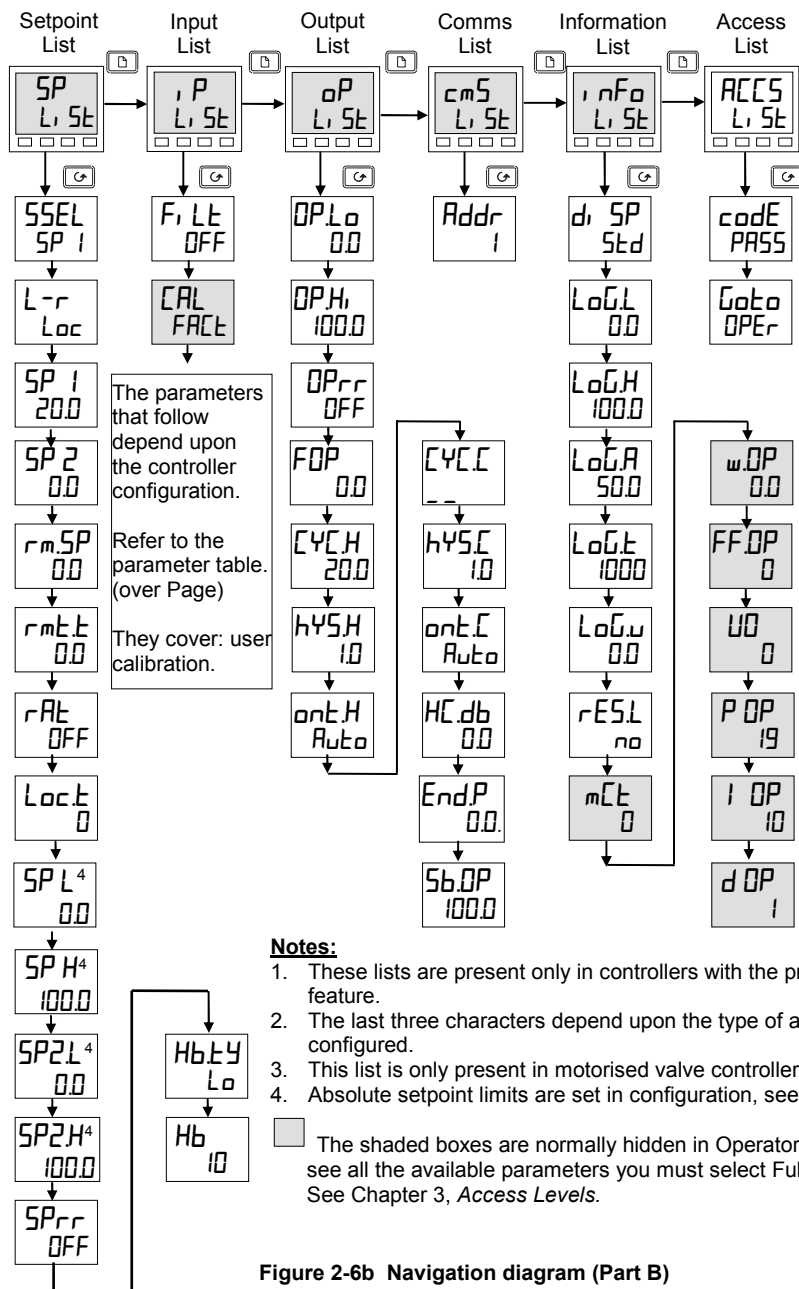 Setpoint
List
Input
List
Output
List
Comms
List
Information
List
Access
List
SP
LiSt
iP
LiSt
oP
LiSt
cmS
LiSt
inFo
LiSt
ACCS
LiSt
SSEL
SP 1
L-r
Loc
SP 1
20.0
SP 2
0.0
rm.SP
0.0
rmt.t
0.0
rAt
OFF
Loc.t
0
SP L4
0.0
SP H4
100.0
SP2.L 4
0.0
SP2.H4
100.0
SPrr
OFF
Hb.tY
Lo
Hb
10
FiLt
OFF
CAL
FACt
The parameters
that follow
depend upon
the controller
configuration.
Refer to the
parameter table.
(over Page)
They cover: user
calibration.
OP.Lo
0.0
OP.Hi
100.0
OPrr
OFF
FOP
0.0
CYC.H
20.0
hYS.H
1.0
ont.H
Auto
CYC.C
--
hYS.C
1.0
ont.C
Auto
HC.db
0.0
End.P
0.0.
Sb.OP
100.0
Addr
1
diSP
Std
LoG.L
0.0
LoG.H
100.0
LoG.A
50.0
LoG.t
1000
LoG.u
0.0
rES.L
no
mCt
0
w.OP
0.0
FF.OP
0
UO
0
P OP
19
I OP
10
d OP
1
codE
PASS
Goto
OPEr
Notes:
1. These lists are present only in controllers with the pr
feature.
2. The last three characters depend upon the type of a
configured.
3. This list is only present in motorised valve controller
4. Absolute setpoint limits are set in configuration, see
The shaded boxes are normally hidden in Operator
see all the available parameters you must select Ful
See Chapter 3, Access Levels.
Figure 2-6b Navigation diagram (Part B)